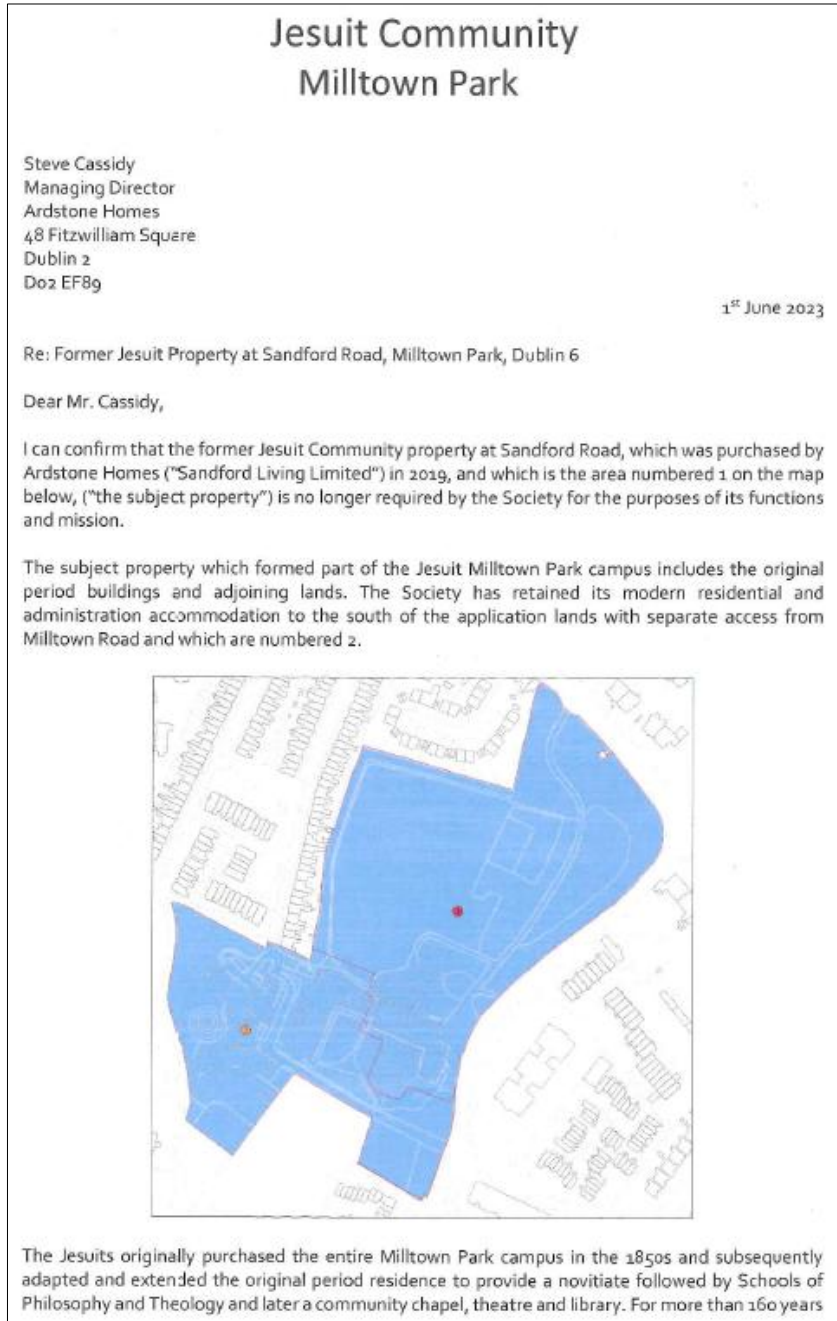 Jesuit Community
Milltown Park
Steve Cassidy
Managing Director
Ardstone Homes
48 Fitzwilliam Square
Dublin 2
D02 EF89
1st June 2023
Re: Former Jesuit Property at Sandford Road, Milltown Park, Dublin 6
Dear Mr. Cassidy,
I can confirm that the former Jesuit Community property at Sandford Road, which was purchased by
Ardstone Homes ("Sandford Living Limited") in 2019, and which is the area numbered 1 on the map
below, ("the subject property") is no longer required by the Society for the purposes of its functions
and mission.
The subject property which formed part of the Jesuit Milltown Park campus includes the original
period buildings and adjoining lands. The Society has retained its modern residential and
administration accommodation to the south of the application lands with separate access from
Milltown Road and which are numbered 2.
The Jesuits originally purchased the entire Milltown Park campus in the 1850s and subsequently
adapted and extended the original period residence to provide a novitiate followed by Schools of
Philosophy and Theology and later a community chapel, theatre and library. For more than 160 years